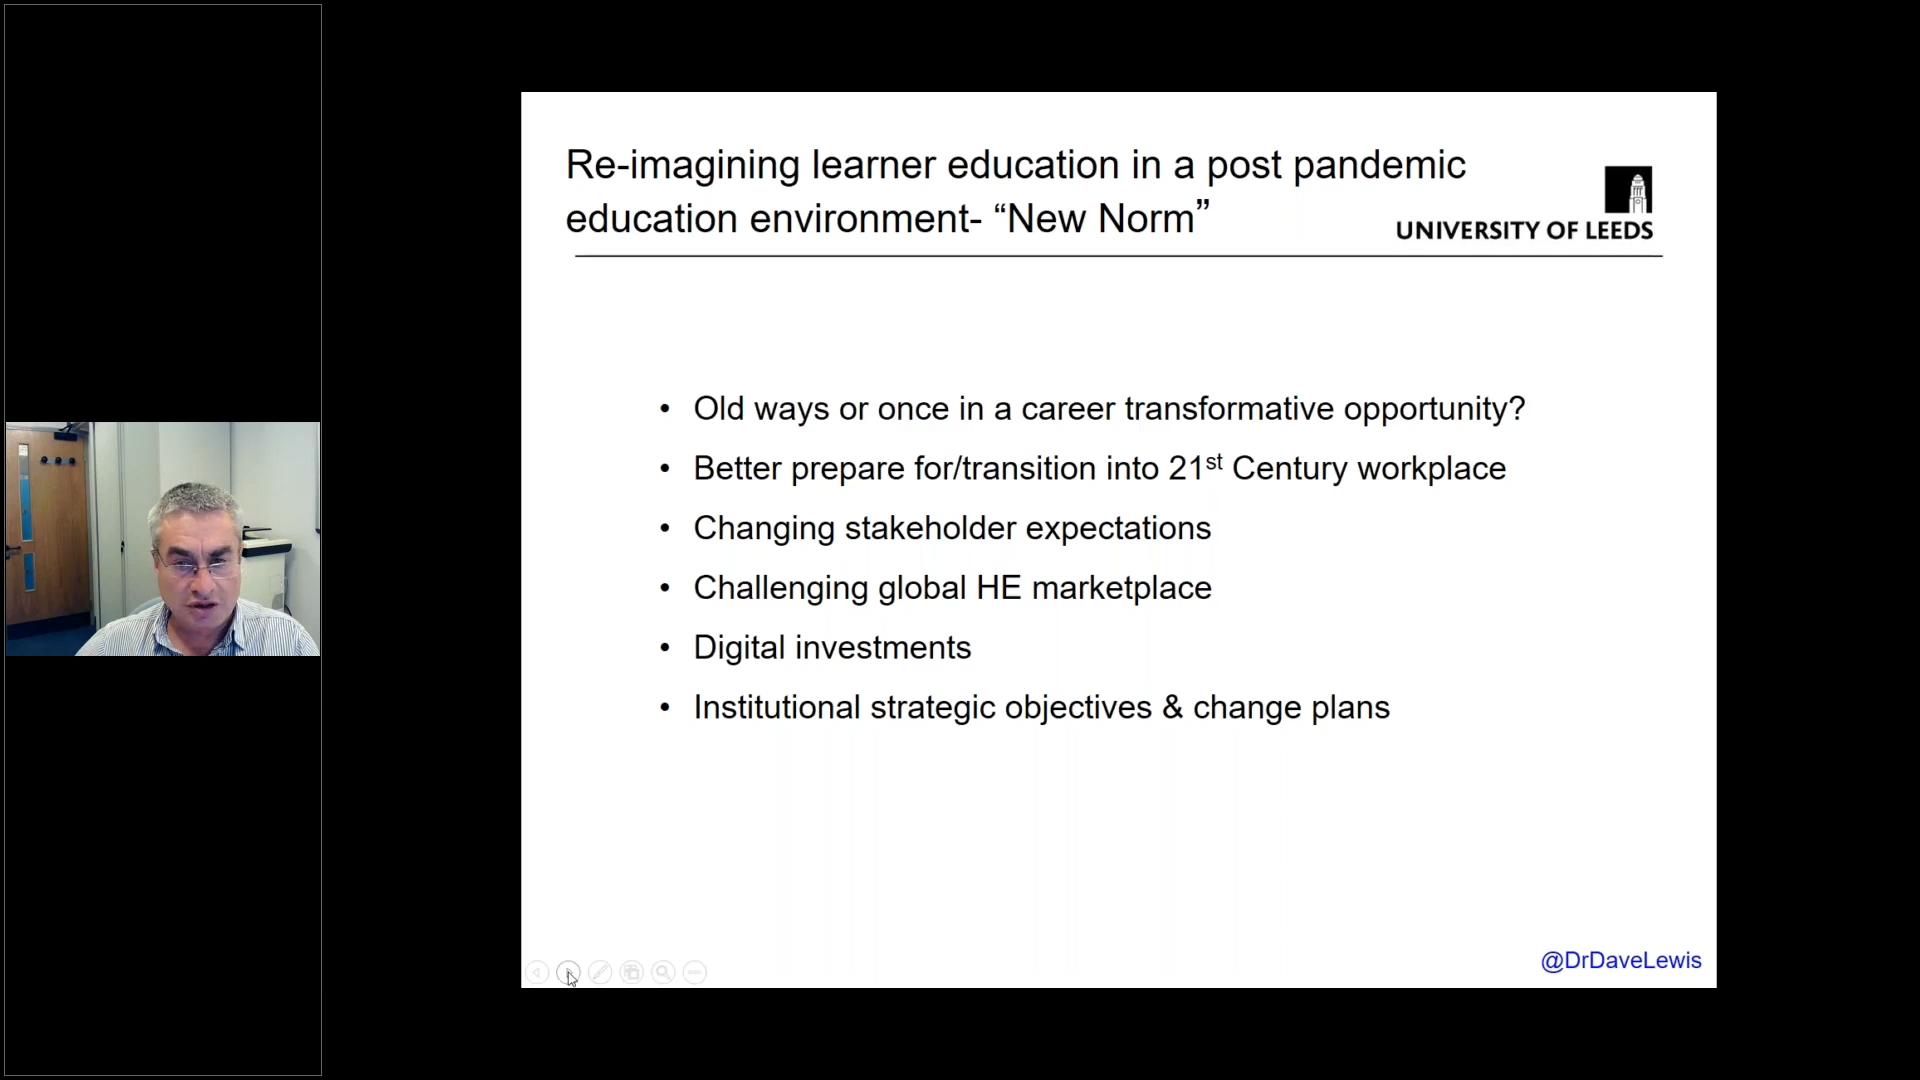 Re-imagining learner education in a post pandemic
education environment- “New Norm”
UNIVERSITY OF LEEDS
• Old ways or once in a career transformative opportunity?
• Better prepare for/transition into 21st Century workplace
• Changing stakeholder expectations
• Challenging global HE marketplace
• Digital investments
• Institutional strategic objectives & change plans
@DrDaveLewis